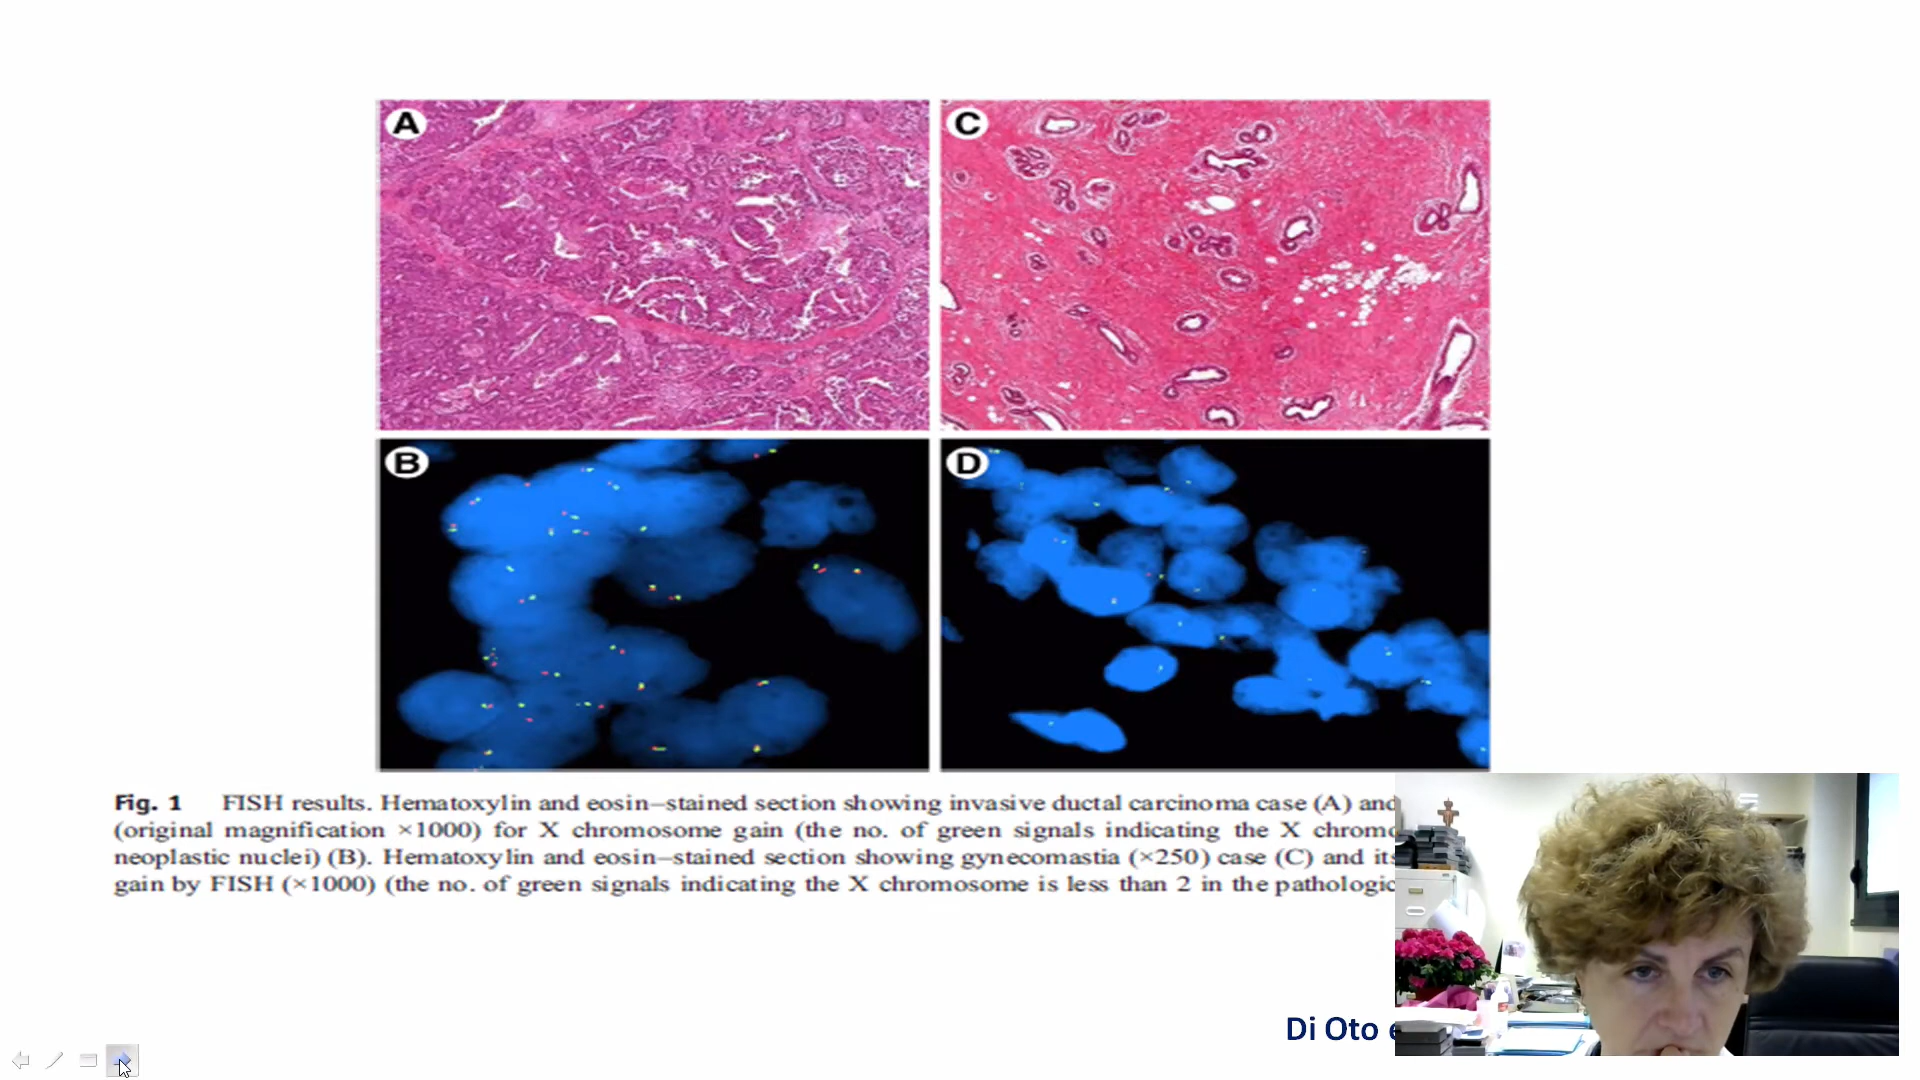 A
C
B
D
Fig. 1 FISH results. Hematoxylin and eosin–stained section showing invasive ductal carcinoma case (A) and
(original magnification ×1000) for X chromosome gain (the no. of green signals indicating the X
neoplastic nuclei) (B). Hematoxylin and eosin–stained section showing gynecomastia (×250) case (C) and its
gain by FISH (×1000) (the no. of green signals indicating the X chromosome is less than 2 in the
Di Oto